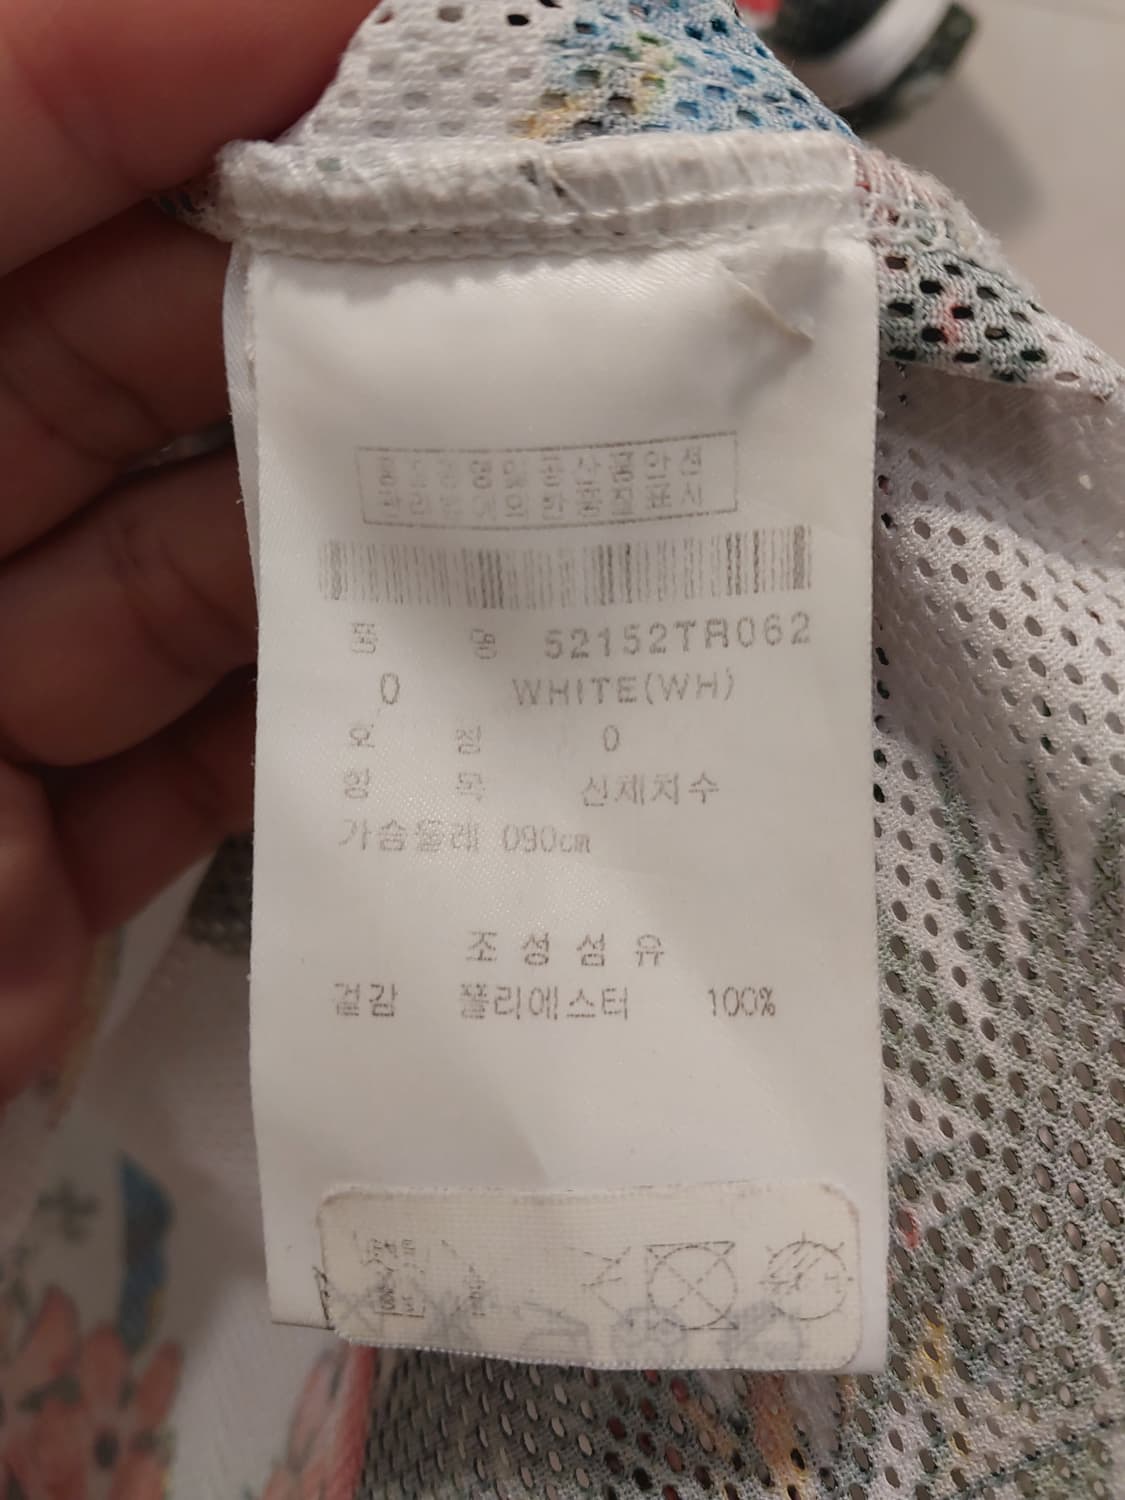 품질경영및공산품안전
관리법에의한품질표시
품 명 52152TR062
0 WHITE(WH)
호 칭 0
항 목 신체치수
가슴둘레 090㎝
조성섬유
겉감 폴리에스터 100%